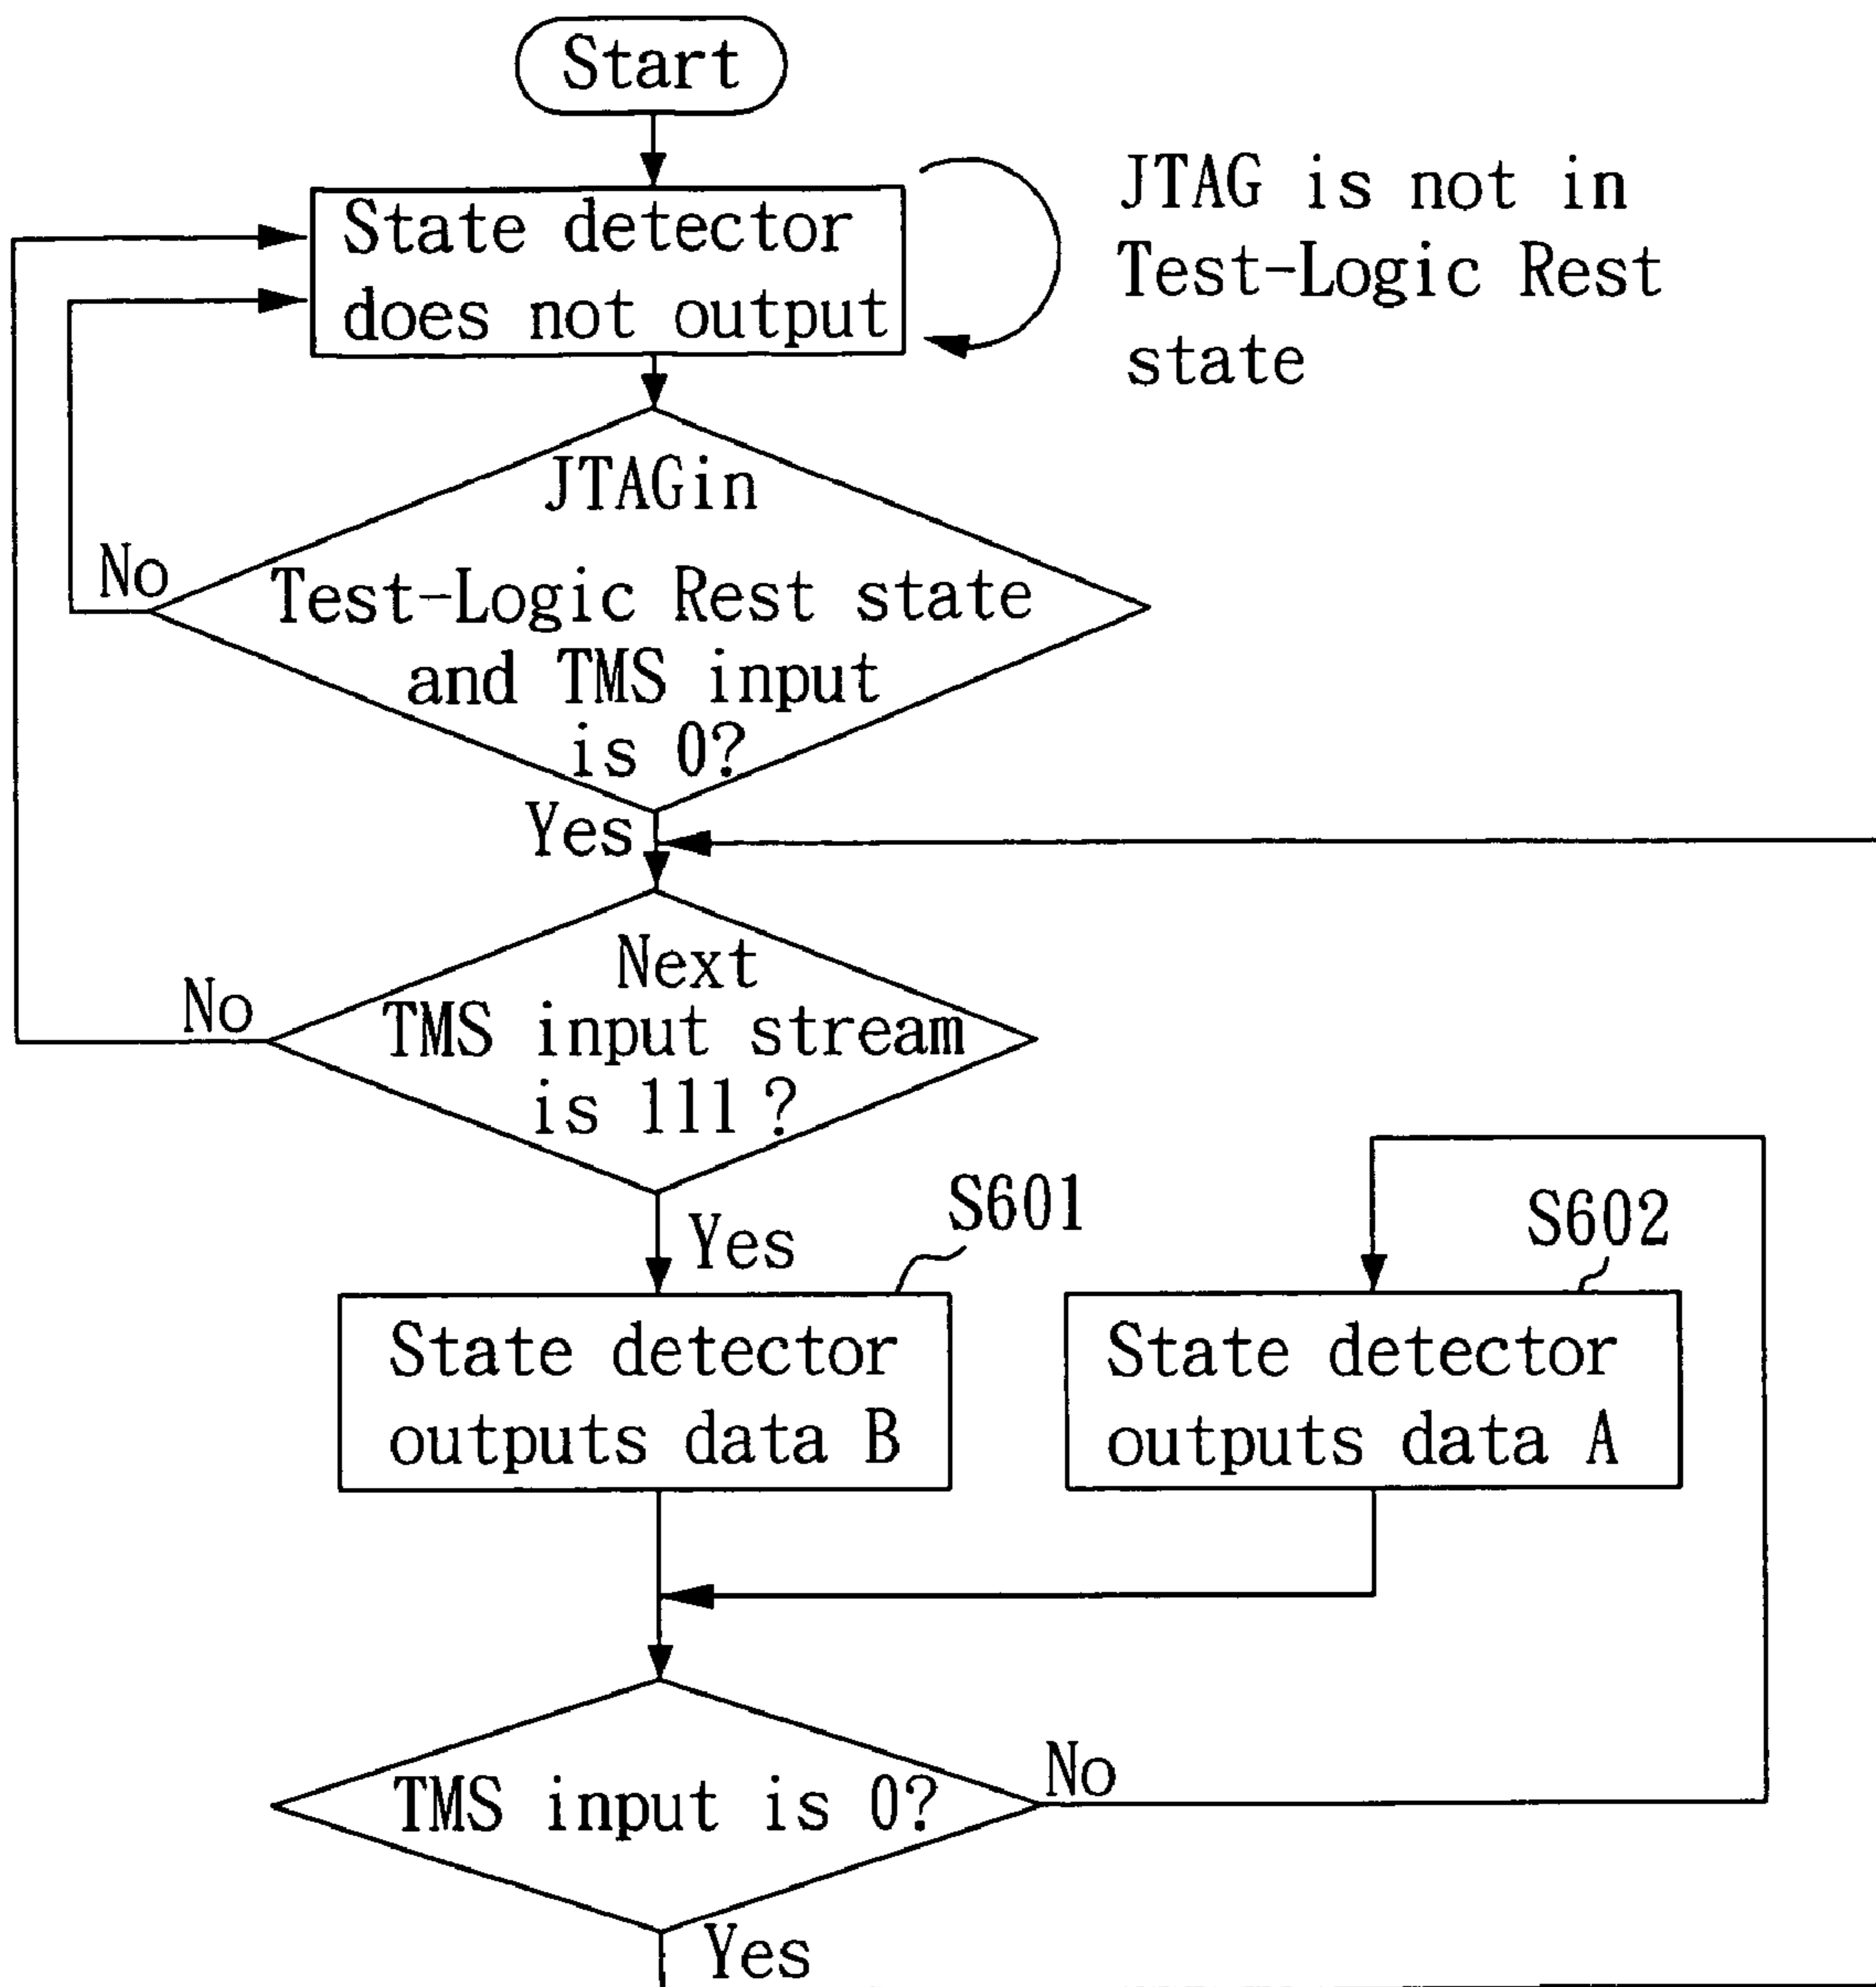 Start
State detector
does not output
JTAG is not in
Test-Logic Rest
state
JTAGin
Test-Logic Rest state
and TMS input
is 0?
No
Yes
Next
TMS input stream
is 111 ?
No
Yes
S601
S602
State detector
outputs data B
State detector
outputs data A
TMS input is 0?
No
Yes